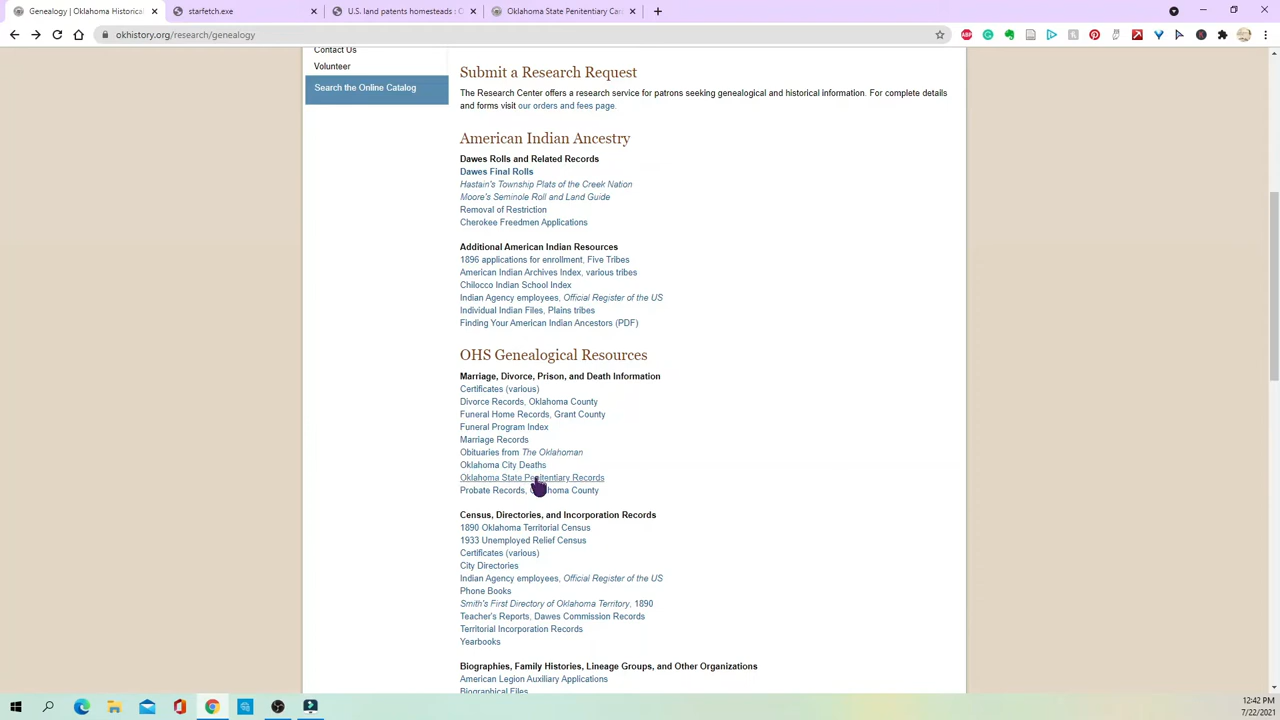 Genealogy | Oklahoma Historical
starfetch.exe
U.S. land patents homesteads
Oklahoma State Penitentiary Car
okhistory.org/research/genealogy
Contact Us
Volunteer
Search the Online Catalog
Submit a Research Request
The Research Center offers a research service for patrons seeking genealogical and historical information. For complete details
and forms visit our orders and fees page.
American Indian Ancestry
Dawes Rolls and Related Records
Dawes Final Rolls
Hastain's Township Plats of the Creek Nation
Moore's Seminole Roll and Land Guide
Removal of Restriction
Cherokee Freedmen Applications
Additional American Indian Resources
1896 applications for enrollment, Five Tribes
American Indian Archives Index, various tribes
Chilocco Indian School Index
Indian Agency employees, Official Register of the US
Individual Indian Files, Plains tribes
Finding Your American Indian Ancestors (PDF)
OHS Genealogical Resources
Marriage, Divorce, Prison, and Death Information
Certificates (various)
Divorce Records, Oklahoma County
Funeral Home Records, Grant County
Funeral Program Index
Marriage Records
Obituaries from The Oklahoman
Oklahoma City Deaths
Oklahoma State Penitentiary Records
Probate Records, Oklahoma County
Census, Directories, and Incorporation Records
1890 Oklahoma Territorial Census
1933 Unemployed Relief Census
Certificates (various)
City Directories
Indian Agency employees, Official Register of the US
Phone Books
Smith's First Directory of Oklahoma Territory, 1890
Teacher's Reports, Dawes Commission Records
Territorial Incorporation Records
Yearbooks
Biographies, Family Histories, Lineage Groups, and Other Organizations
American Legion Auxiliary Applications
Biographical Files
12:42 PM
7/22/2021